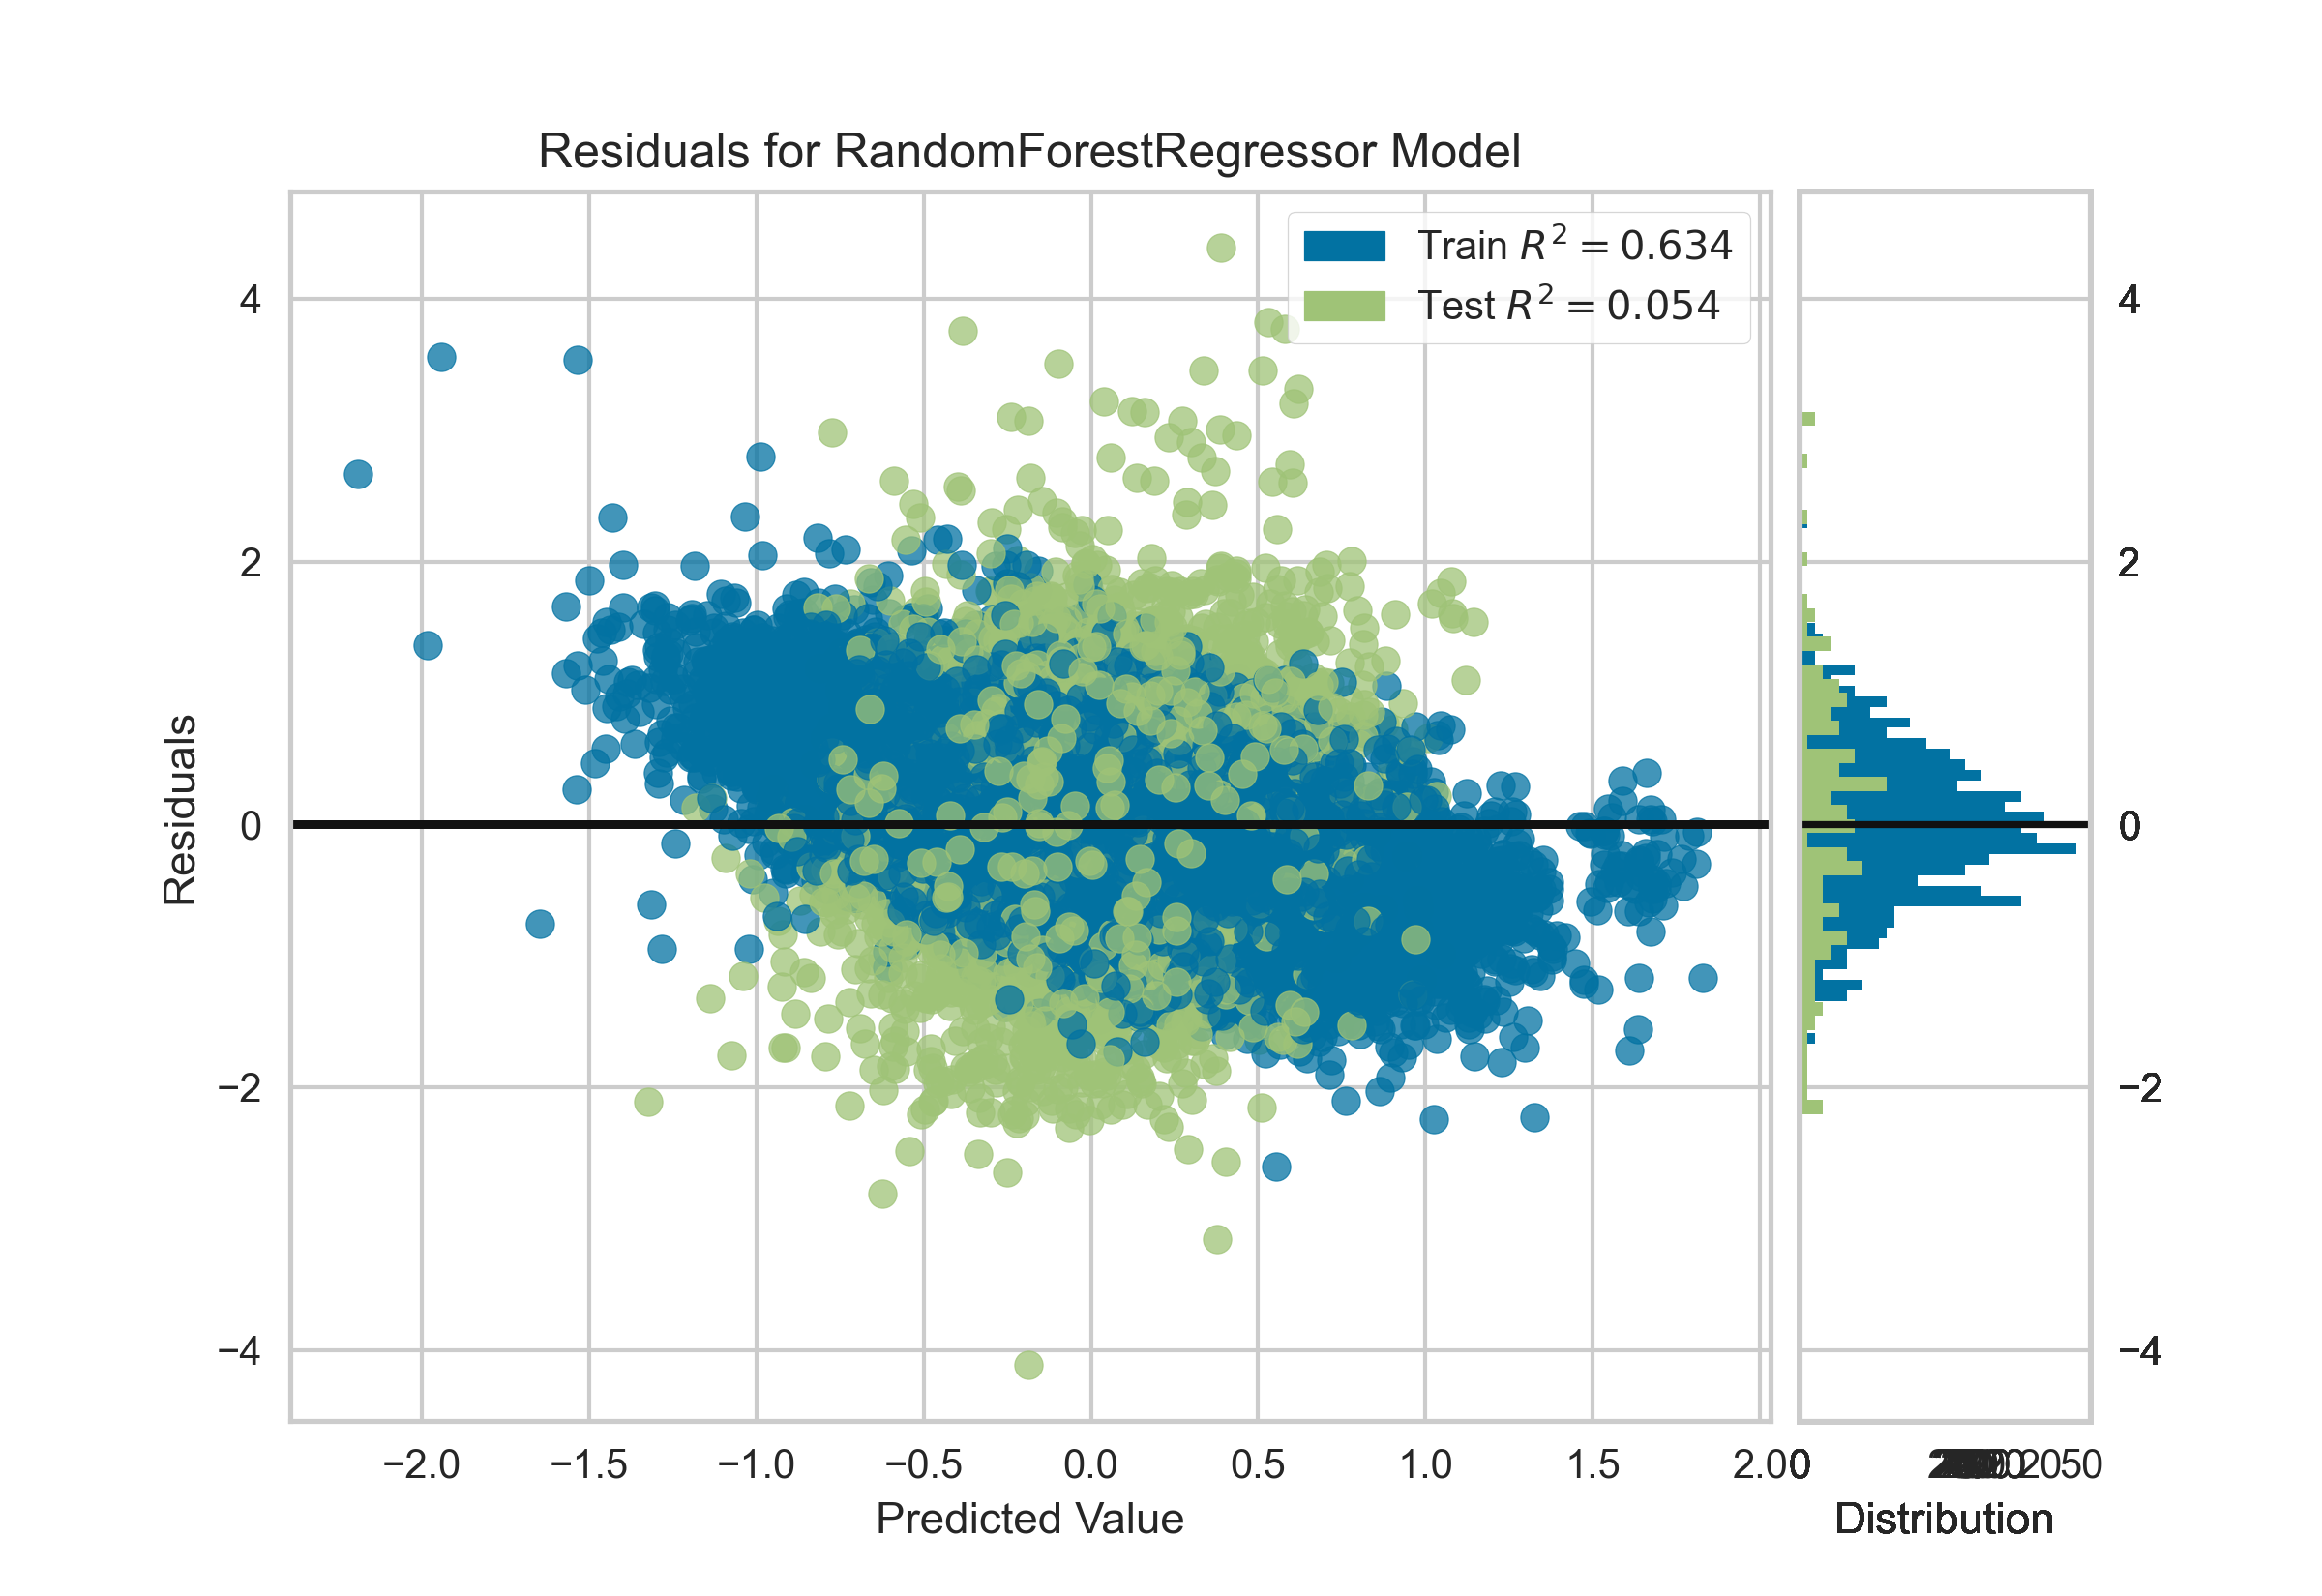 Residuals for RandomForestRegressor Model
Train R² = 0.634
Test R² = 0.054
Residuals
4
2
0
−2
−4
−2.0 −1.5 −1.0 −0.5 0.0 0.5 1.0 1.5 2.0
Predicted Value
4
2
0
−2
−4
0
Distribution